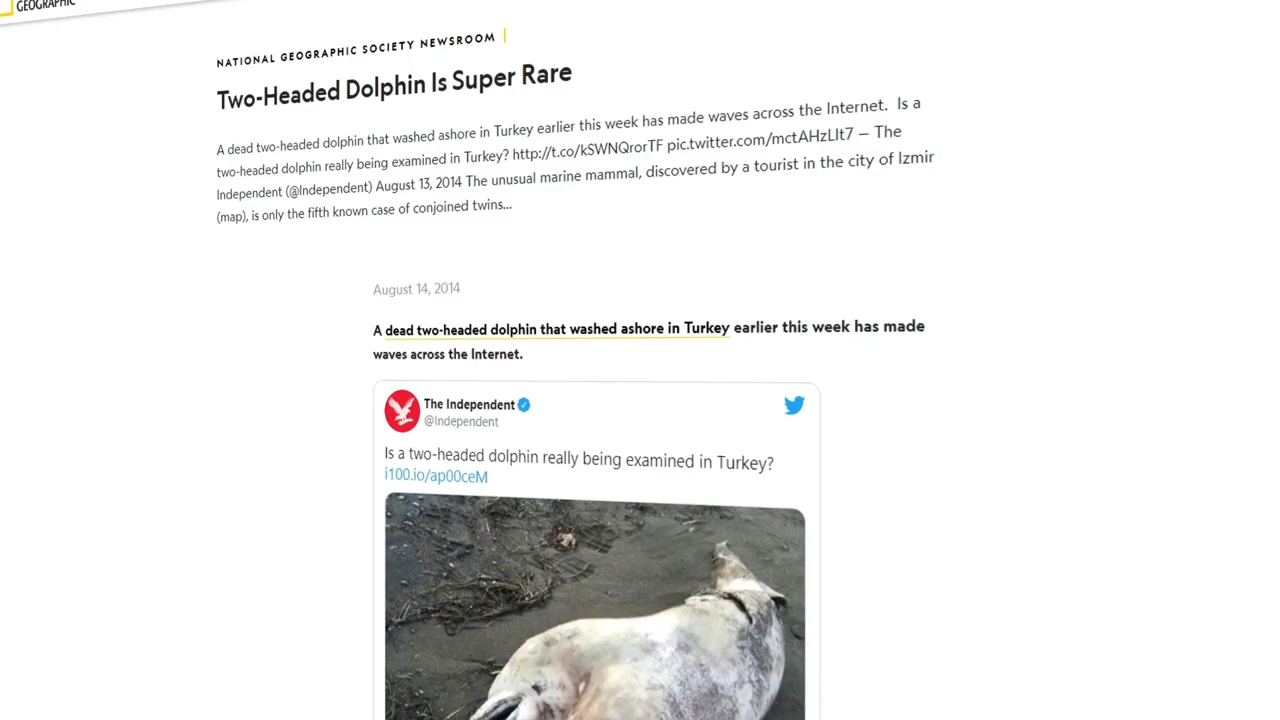 GEOGRAPHIC
NATIONAL GEOGRAPHIC SOCIETY NEWSROOM
Two-Headed Dolphin Is Super Rare
A dead two-headed dolphin that washed ashore in Turkey earlier this week has made waves across the Internet. Is a
two-headed dolphin really being examined in Turkey? http://t.co/kSWNQrorTF pic.twitter.com/mctAHzLIt7 — The
Independent (@Independent) August 13, 2014 The unusual marine mammal, discovered by a tourist in the city of Izmir
(map), is only the fifth known case of conjoined twins...
August 14, 2014
A dead two-headed dolphin that washed ashore in Turkey earlier this week has made
waves across the Internet.
The Independent
@Independent
Is a two-headed dolphin really being examined in Turkey?
i100.io/ap00ceM